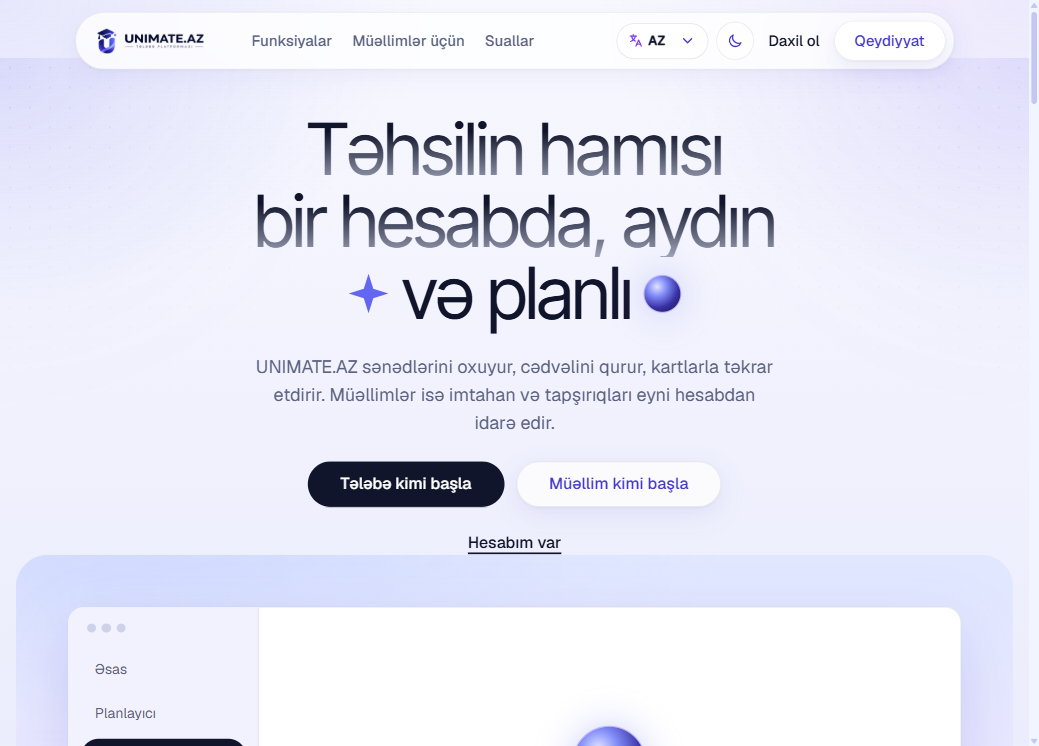 UNIMATE.AZ
TƏLƏBƏ PLATFORMASI
Funksiyalar
Müəllimlər üçün
Suallar
AZ
Daxil ol
Qeydiyyat
Təhsilin hamısı
bir hesabda, aydın
və planlı
UNIMATE.AZ sənədlərini oxuyur, cədvəlini qurur, kartlarla təkrar
etdirir. Müəllimlər isə imtahan və tapşırıqları eyni hesabdan
idarə edir.
Tələbə kimi başla
Müəllim kimi başla
Hesabım var
Əsas
Planlayıcı